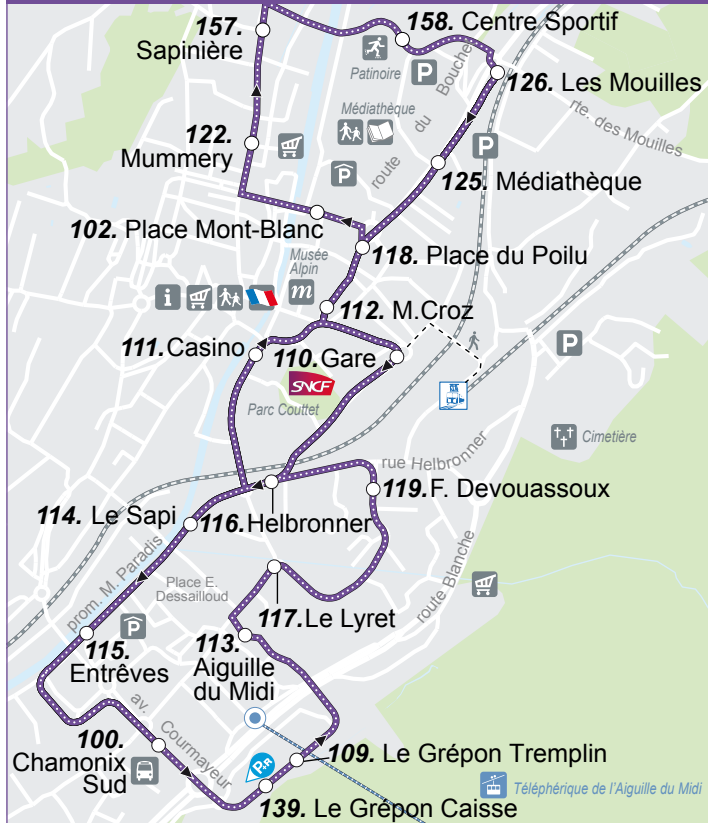 157.
Sapinière
158. Centre Sportif
Patinoire
P
126. Les Mouilles
route du Bouchet
rte. des Mouilles
Médiathèque
122.
Mummery
P
P
125. Médiathèque
102. Place Mont-Blanc
118. Place du Poilu
Musée
Alpin
m
i
112. M.Croz
111. Casino
110. Gare
P
SNCF
Parc Couttet
Cimetière
rue Helbronner
119. F. Devouassoux
114. Le Sapi
116. Helbronner
prom. M. Paradis
Place E.
Dessailloud
117. Le Lyret
route Blanche
P
113.
Aiguille
du Midi
115.
Entrêves
av. Courmayeur
100.
Chamonix
Sud
P+R
109. Le Grépon Tremplin
Téléphérique de l'Aiguille du Midi
139. Le Grépon Caisse